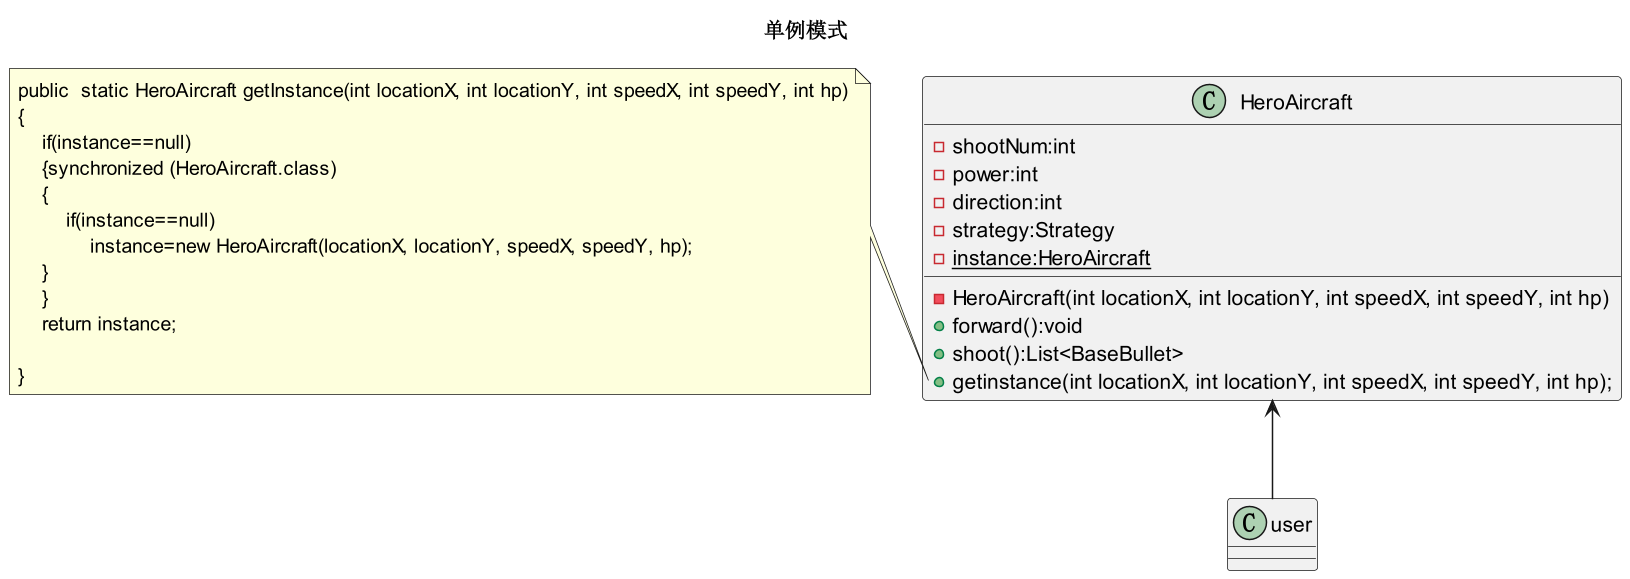 单例模式
public  static HeroAircraft getInstance(int locationX, int locationY, int speedX, int speedY, int hp)
{
if(instance==null)
{synchronized (HeroAircraft.class)
{
if(instance==null)
instance=new HeroAircraft(locationX, locationY, speedX, speedY, hp);
}
}
return instance;
}
C HeroAircraft
shootNum:int
power:int
direction:int
strategy:Strategy
instance:HeroAircraft
HeroAircraft(int locationX, int locationY, int speedX, int speedY, int hp)
forward():void
shoot():List<BaseBullet>
getinstance(int locationX, int locationY, int speedX, int speedY, int hp);
C user